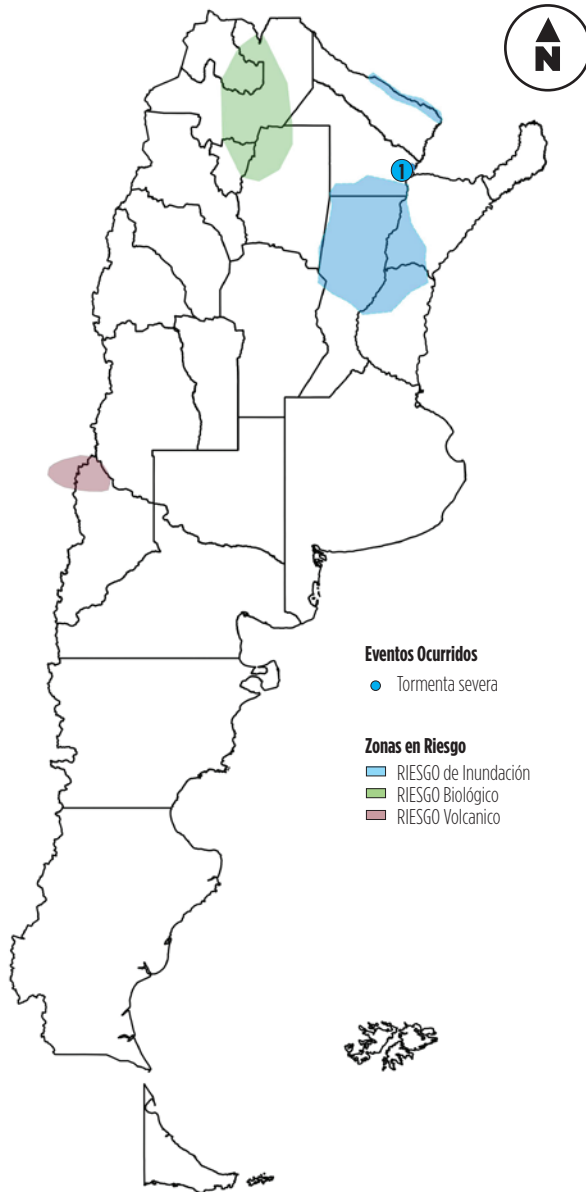 N
1
Eventos Ocurridos
Tormenta severa
Zonas en Riesgo
RIESGO de Inundación
RIESGO Biológico
RIESGO Volcanico